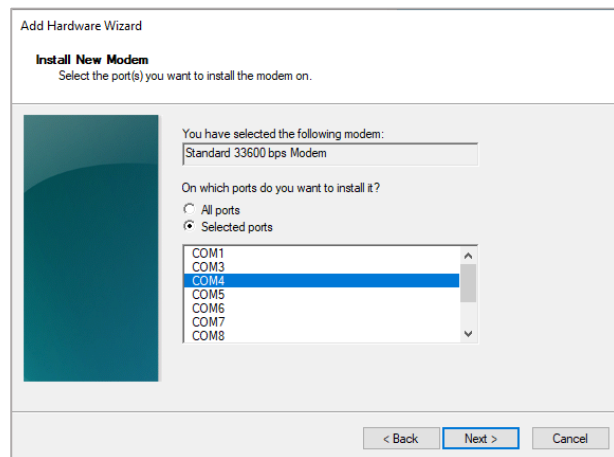 Add Hardware Wizard
Install New Modem
Select the port(s) you want to install the modem on.
You have selected the following modem:
Standard 33600 bps Modem
On which ports do you want to install it?
All ports
Selected ports
COM1
COM3
COM4
COM5
COM6
COM7
COM8
< Back
Next >
Cancel